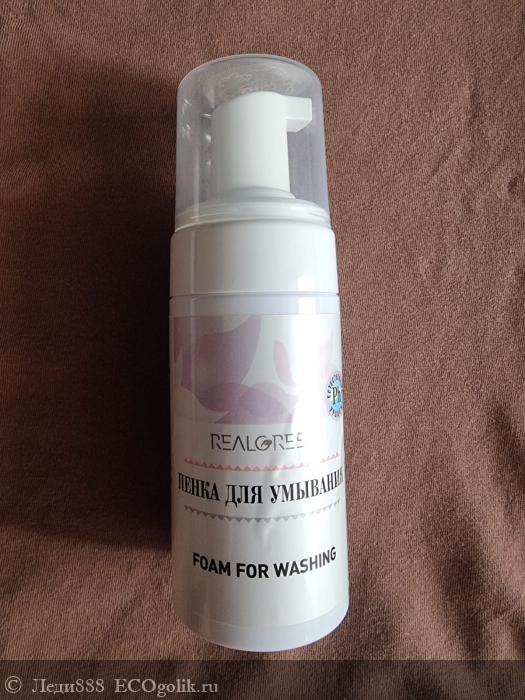 REALGREE
ПЕНКА ДЛЯ УМЫВАНИЯ
FOAM FOR WASHING
© Леди888 ECOgolik.ru